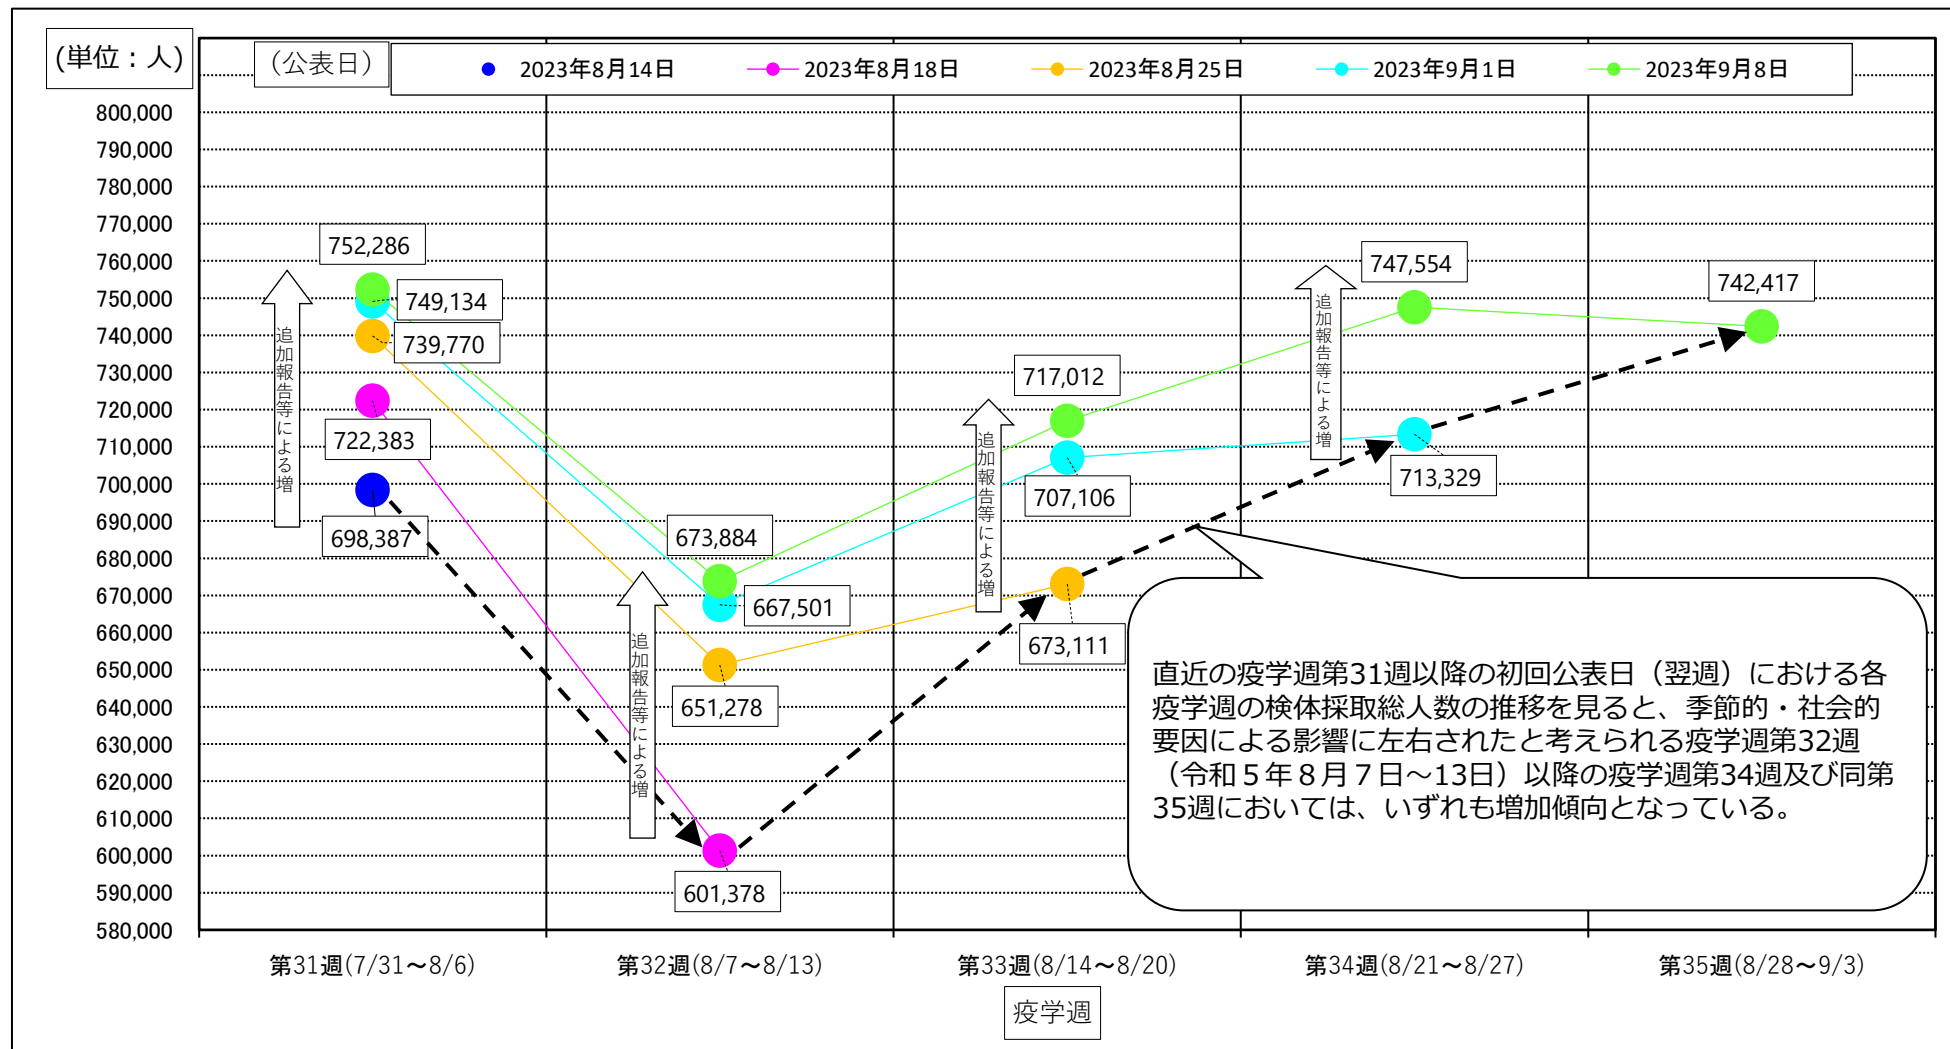 (単位：人)
（公表日）
2023年8月14日
2023年8月18日
2023年8月25日
2023年9月1日
2023年9月8日
800,000
790,000
780,000
770,000
760,000
750,000
740,000
730,000
720,000
710,000
700,000
690,000
680,000
670,000
660,000
650,000
640,000
630,000
620,000
610,000
600,000
590,000
580,000
752,286
749,134
739,770
722,383
698,387
追加報告等による増
673,884
667,501
651,278
601,378
追加報告等による増
717,012
707,106
673,111
追加報告等による増
747,554
713,329
追加報告等による増
742,417
直近の疫学週第31週以降の初回公表日（翌週）における各
疫学週の検体採取総人数の推移を見ると、季節的・社会的
要因による影響に左右されたと考えられる疫学週第32週
（令和５年８月７日～13日）以降の疫学週第34週及び同第
35週においては、いずれも増加傾向となっている。
第31週(7/31～8/6)
第32週(8/7～8/13)
第33週(8/14～8/20)
第34週(8/21～8/27)
第35週(8/28～9/3)
疫学週